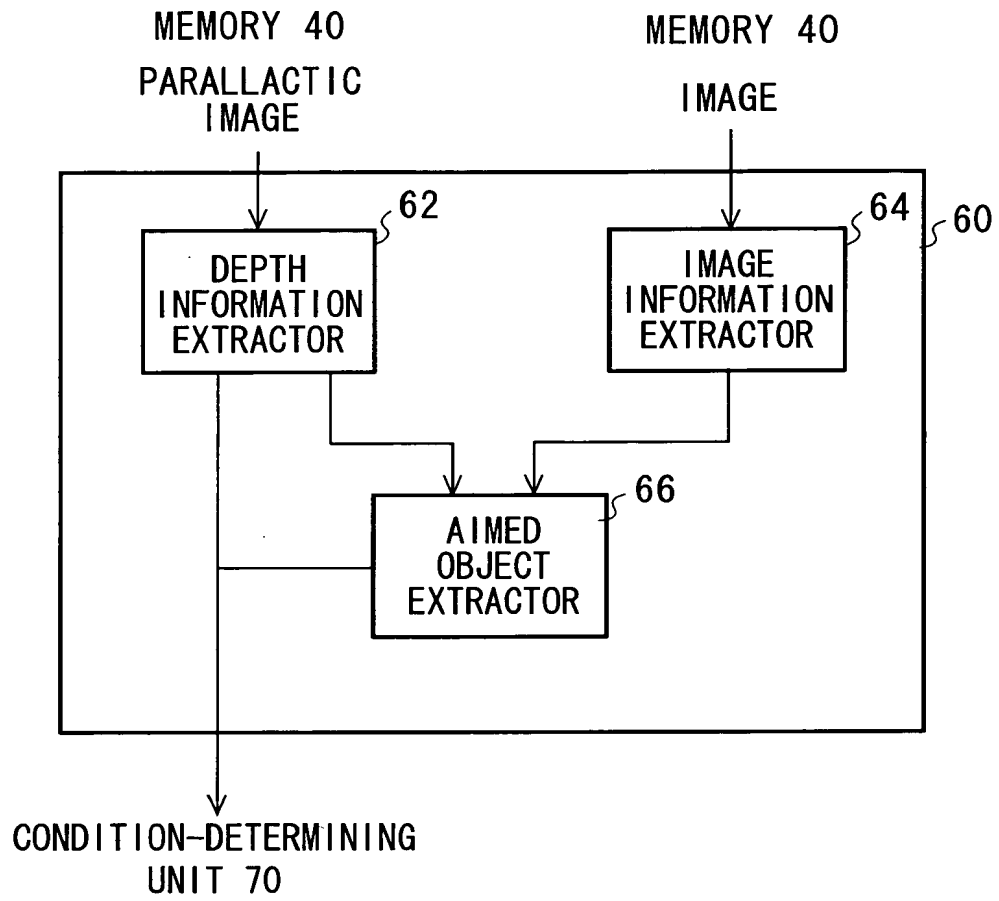 MEMORY 40
PARALLACTIC
IMAGE
MEMORY 40
IMAGE
62
64
60
DEPTH
INFORMATION
EXTRACTOR
IMAGE
INFORMATION
EXTRACTOR
66
AIMED
OBJECT
EXTRACTOR
CONDITION-DETERMINING
UNIT 70